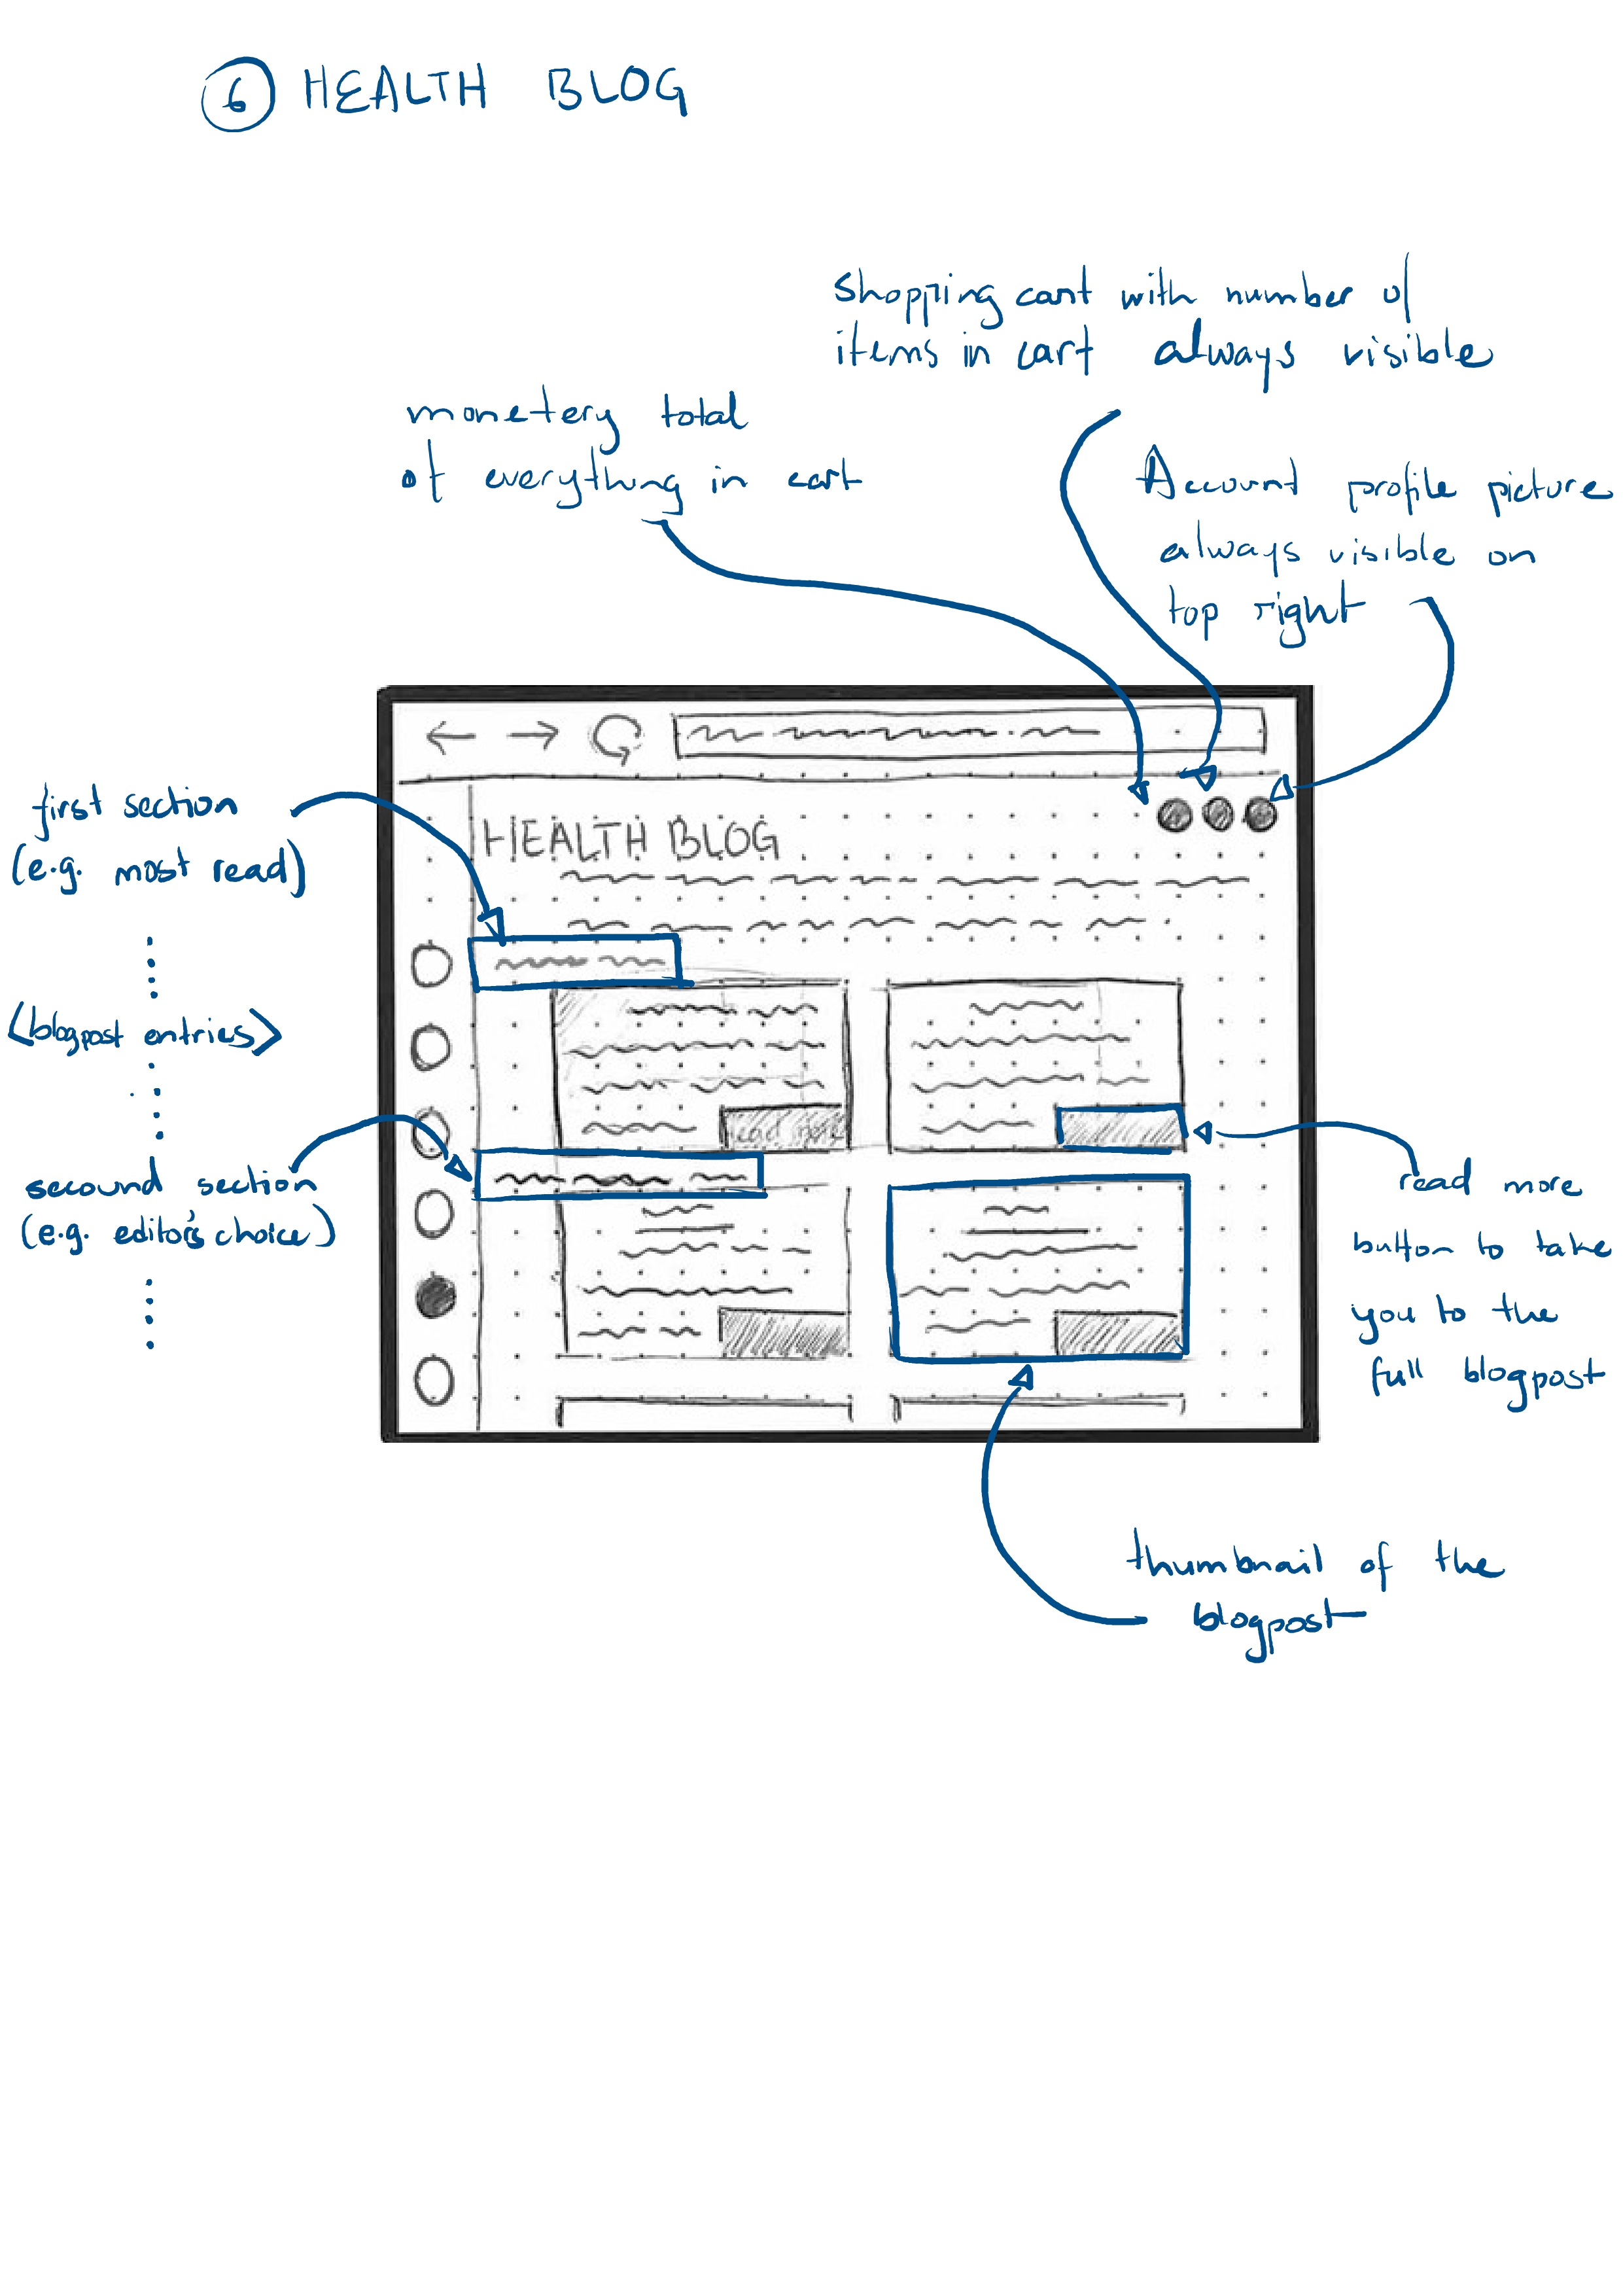 6 HEALTH BLOG
shopping cart with number of
items in cart always visible
monetery total
of everything in cart
Account profile picture
always visible on
top right
first section
(e.g. most read)
<blogpost entries>
secound section
(e.g. editor's choice)
HEALTH BLOG
read more
read more
button to take
you to the
full blogpost
thumbnail of the
blogpost